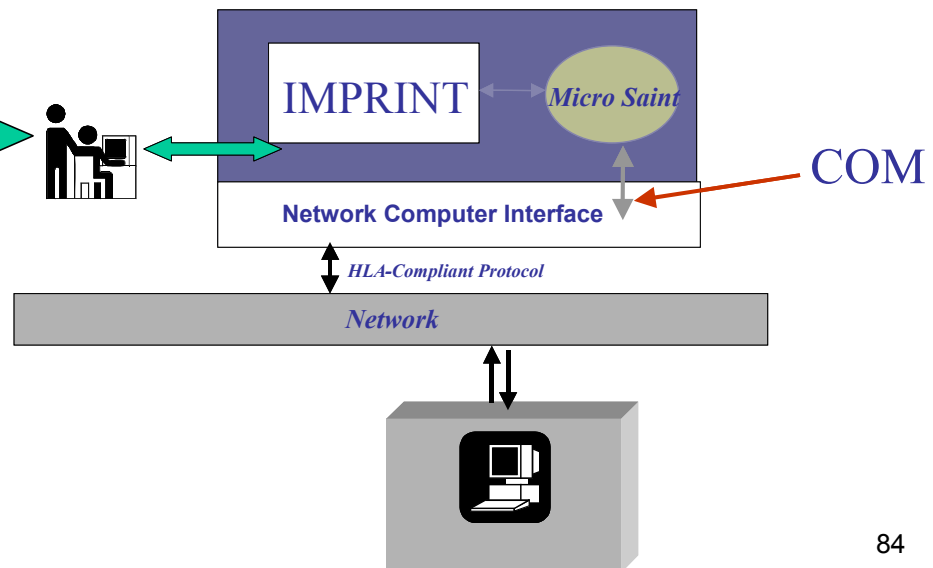 IMPRINT
Micro Saint
COM
Network Computer Interface
HLA-Compliant Protocol
Network
84